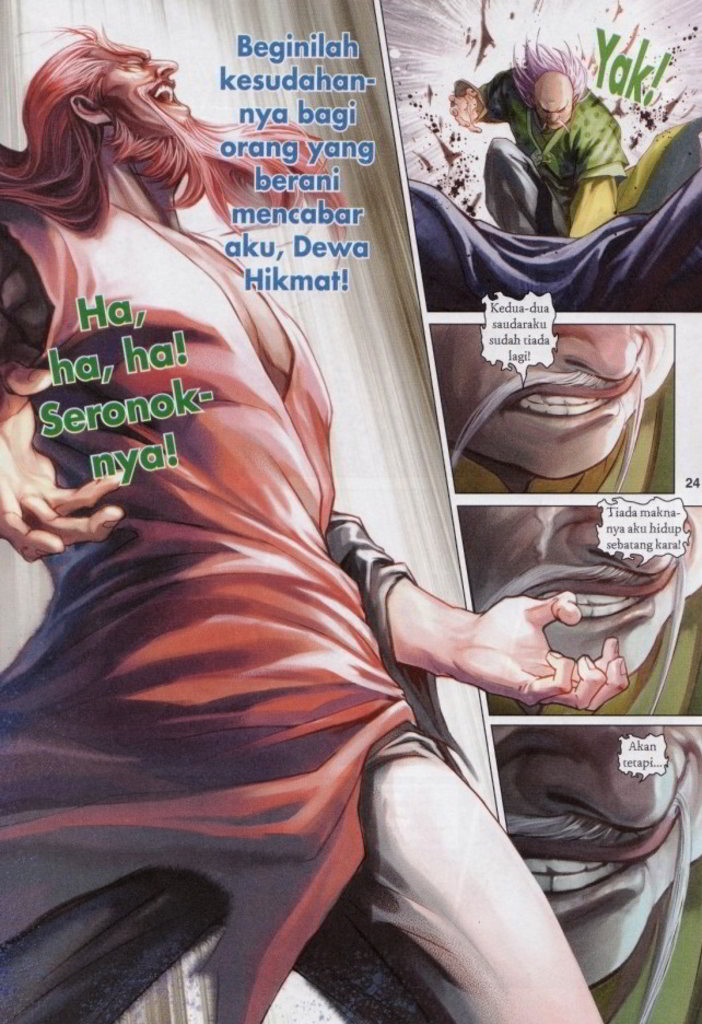 Beginilah
kesudahan-
nya bagi
orang yang
berani
mencabar
aku, Dewa
Hikmat!
Ha,
ha, ha!
Seronok-
nya!
Yak!
Kedua-dua
saudaraku
sudah tiada
lagi!
24
Tiada makna-
nya aku hidup
sebatang kara!
Akan
tetapi...